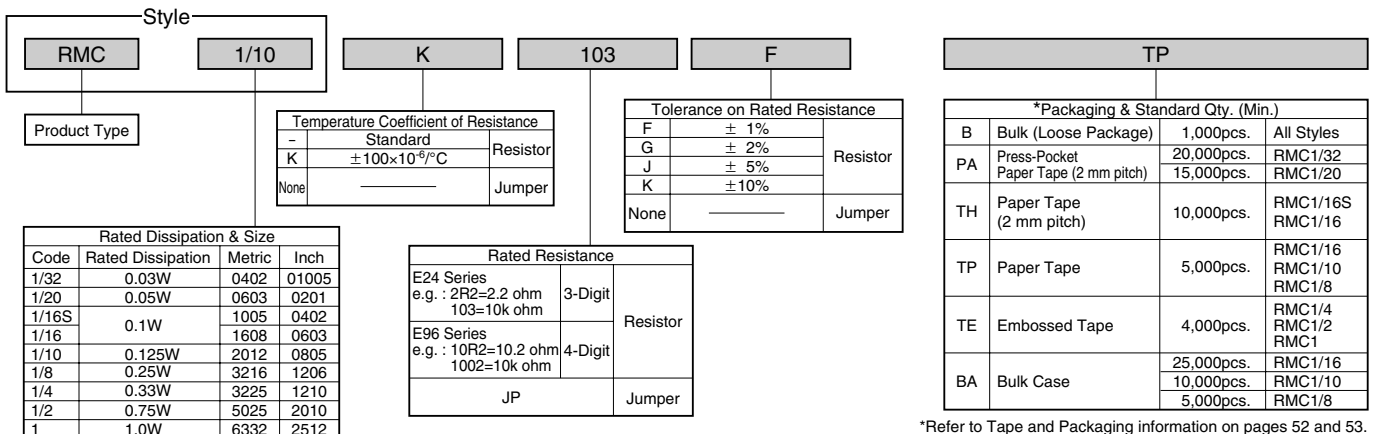 Style
RMC 1/10 K 103 F TP
Product Type
Temperature Coefficient of Resistance
– Standard Resistor
K ±100×10⁻⁶/°C
None ——— Jumper
Tolerance on Rated Resistance
F ± 1% Resistor
G ± 2%
J ± 5%
K ±10%
None ——— Jumper
*Packaging & Standard Qty. (Min.)
B Bulk (Loose Package) 1,000pcs. All Styles
PA Press-Pocket Paper Tape (2 mm pitch) 20,000pcs. RMC1/32
15,000pcs. RMC1/20
TH Paper Tape (2 mm pitch) 10,000pcs. RMC1/16S
RMC1/16
TP Paper Tape 5,000pcs. RMC1/16
RMC1/10
RMC1/8
TE Embossed Tape 4,000pcs. RMC1/4
RMC1/2
RMC1
BA Bulk Case 25,000pcs. RMC1/16
10,000pcs. RMC1/10
5,000pcs. RMC1/8
*Refer to Tape and Packaging information on pages 52 and 53.
Rated Dissipation & Size
Code Rated Dissipation Metric Inch
1/32 0.03W 0402 01005
1/20 0.05W 0603 0201
1/16S 0.1W 1005 0402
1/16 1608 0603
1/10 0.125W 2012 0805
1/8 0.25W 3216 1206
1/4 0.33W 3225 1210
1/2 0.75W 5025 2010
1 1.0W 6332 2512
Rated Resistance
E24 Series
e.g. : 2R2=2.2 ohm 3-Digit
103=10k ohm
Resistor
E96 Series
e.g. : 10R2=10.2 ohm 4-Digit
1002=10k ohm
JP Jumper